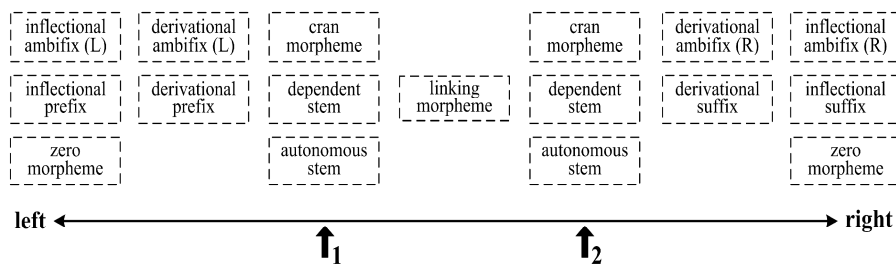 inflectional ambifix (L)
derivational ambifix (L)
cran morpheme
cran morpheme
derivational ambifix (R)
inflectional ambifix (R)
inflectional prefix
derivational prefix
dependent stem
linking morpheme
dependent stem
derivational suffix
inflectional suffix
zero morpheme
autonomous stem
autonomous stem
zero morpheme
left
right
1
2